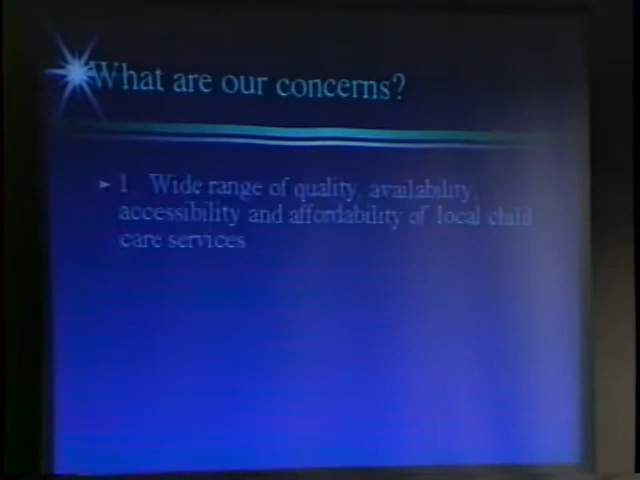 What are our concerns?
➢ 1. Wide range of quality, availability,
accessibility and affordability of local child
care services